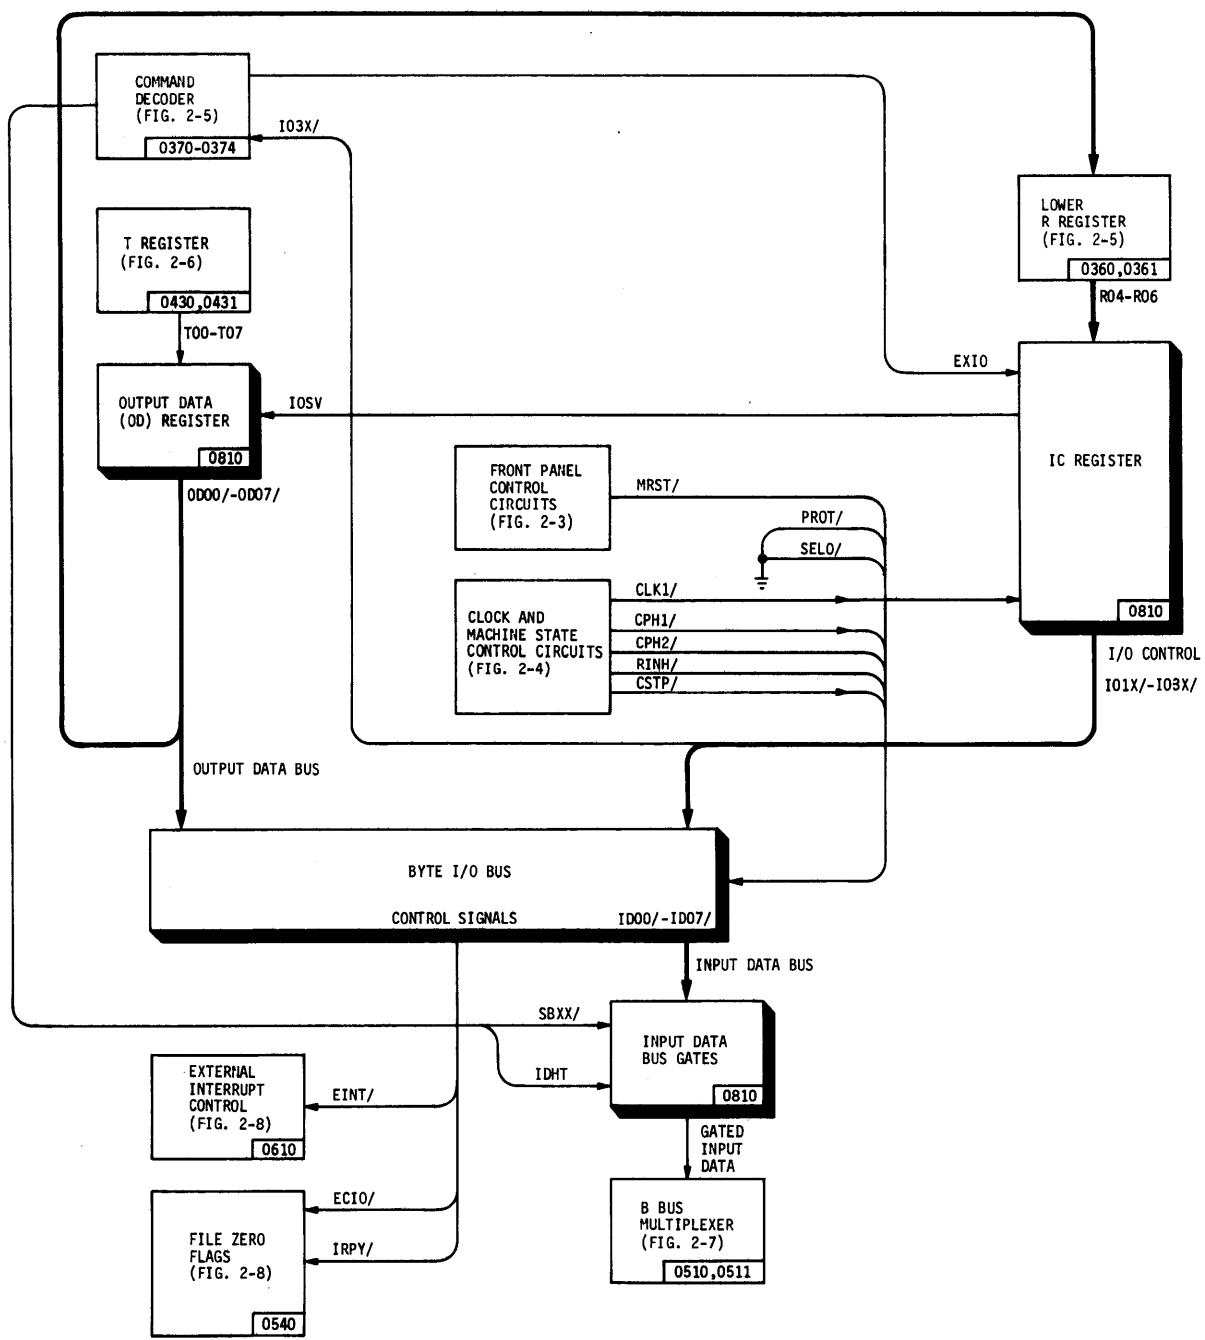 COMMAND
DECODER
(FIG. 2-5)
0370-0374
IO3X/
T REGISTER
(FIG. 2-6)
0430,0431
T00-T07
LOWER
R REGISTER
(FIG. 2-5)
0360,0361
R04-R06
EXIO
OUTPUT DATA
(OD) REGISTER
0810
IOSV
OD00/-OD07/
IC REGISTER
0810
FRONT PANEL
CONTROL
CIRCUITS
(FIG. 2-3)
MRST/
PROT/
SELO/
CLOCK AND
MACHINE STATE
CONTROL CIRCUITS
(FIG. 2-4)
CLK1/
CPH1/
CPH2/
RINH/
CSTP/
I/O CONTROL
IO1X/-IO3X/
OUTPUT DATA BUS
BYTE I/O BUS
CONTROL SIGNALS
ID00/-ID07/
INPUT DATA BUS
SBXX/
IDHT
INPUT DATA
BUS GATES
0810
EXTERNAL
INTERRUPT
CONTROL
(FIG. 2-8)
0610
EINT/
GATED
INPUT
DATA
FILE ZERO
FLAGS
(FIG. 2-8)
0540
ECIO/
IRPY/
B BUS
MULTIPLEXER
(FIG. 2-7)
0510,0511